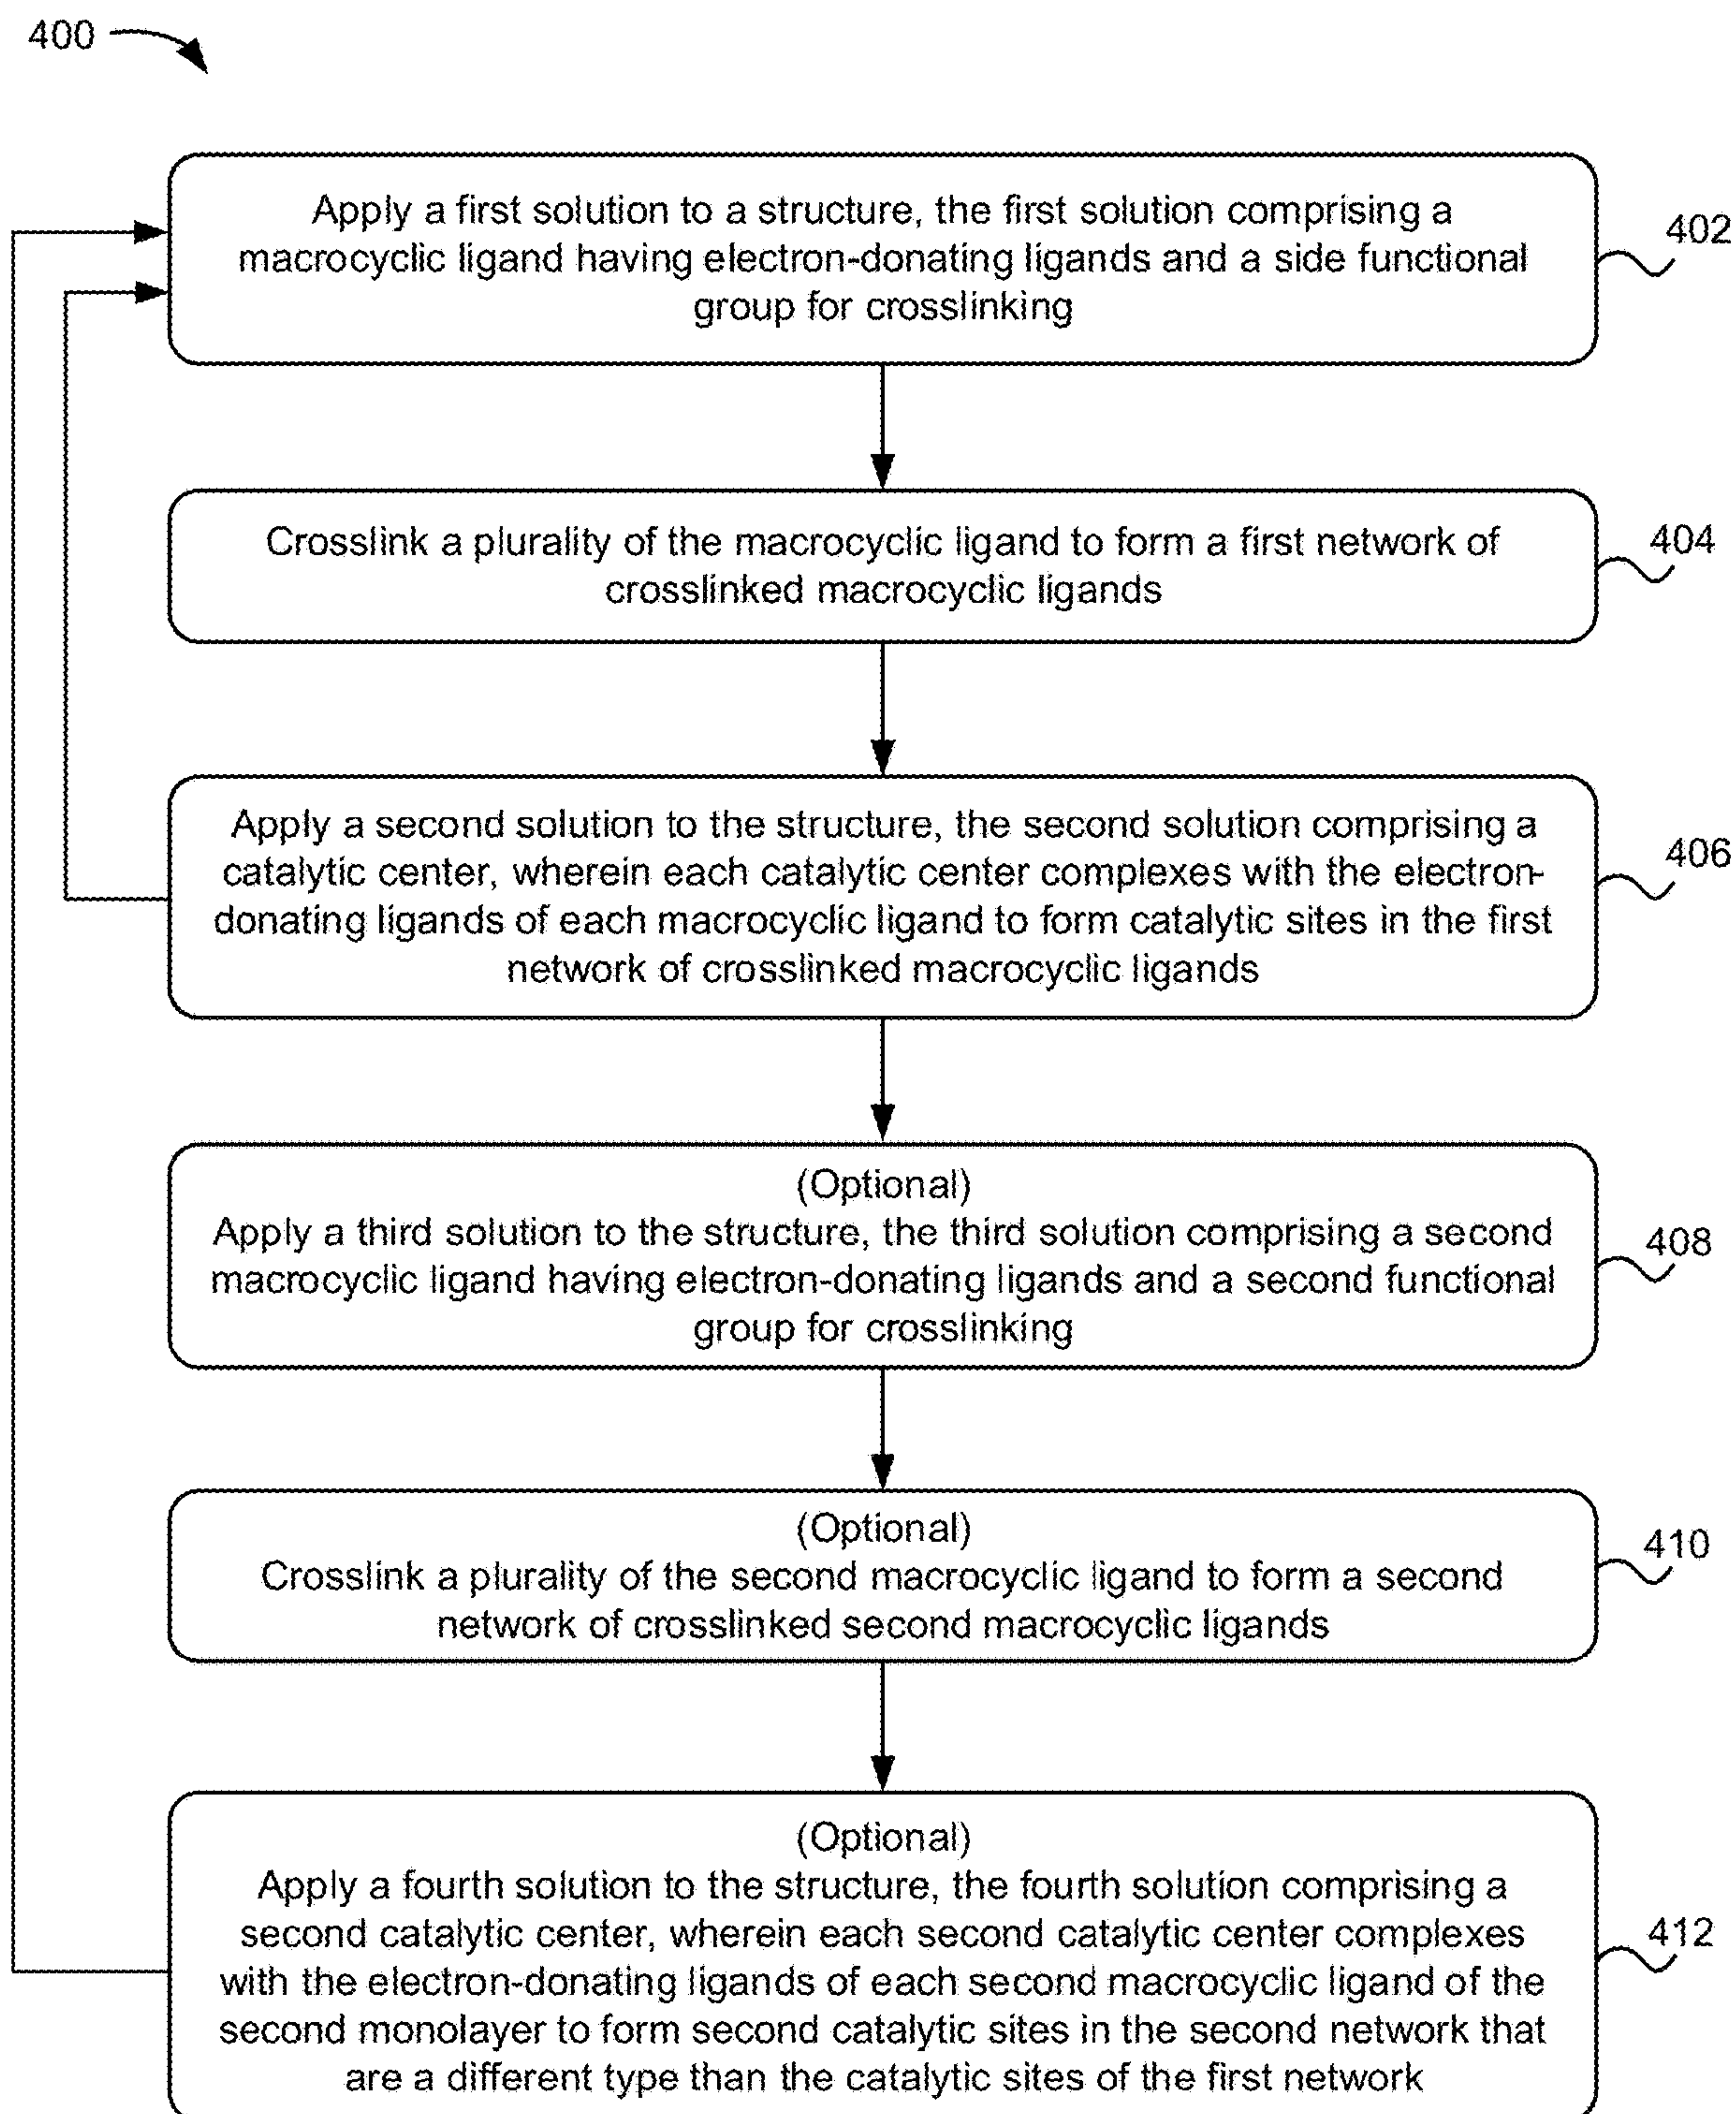 400
Apply a first solution to a structure, the first solution comprising a
macrocyclic ligand having electron-donating ligands and a side functional
group for crosslinking
402
Crosslink a plurality of the macrocyclic ligand to form a first network of
crosslinked macrocyclic ligands
404
Apply a second solution to the structure, the second solution comprising a
catalytic center, wherein each catalytic center complexes with the electron-
donating ligands of each macrocyclic ligand to form catalytic sites in the first
network of crosslinked macrocyclic ligands
406
(Optional)
Apply a third solution to the structure, the third solution comprising a second
macrocyclic ligand having electron-donating ligands and a second functional
group for crosslinking
408
(Optional)
Crosslink a plurality of the second macrocyclic ligand to form a second
network of crosslinked second macrocyclic ligands
410
(Optional)
Apply a fourth solution to the structure, the fourth solution comprising a
second catalytic center, wherein each second catalytic center complexes
with the electron-donating ligands of each second macrocyclic ligand of the
second monolayer to form second catalytic sites in the second network that
are a different type than the catalytic sites of the first network
412